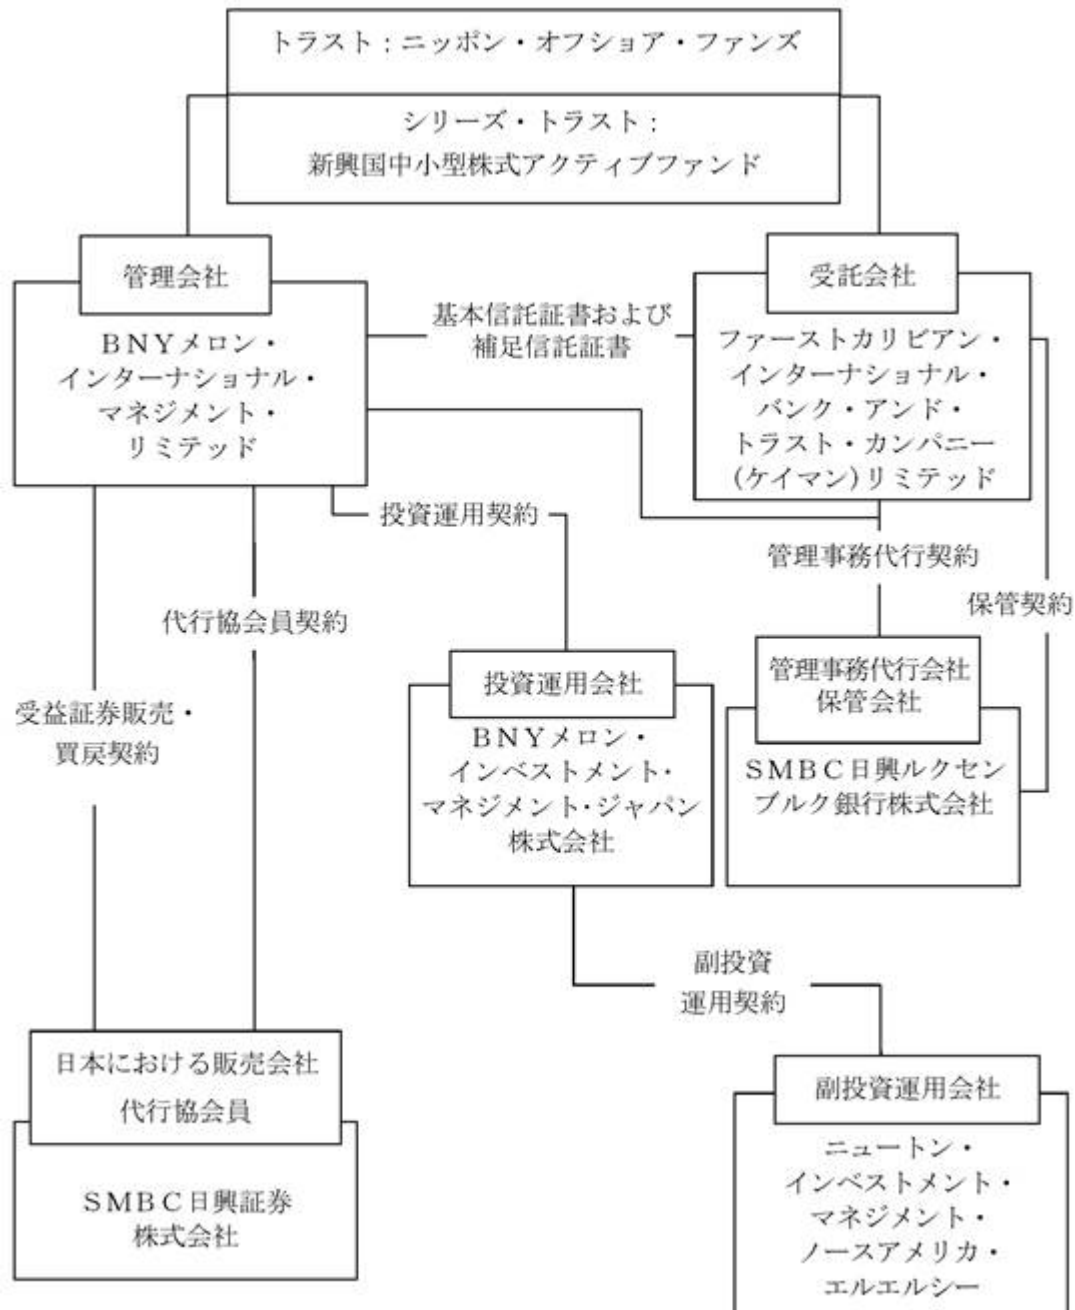 トラスト：ニッポン・オフショア・ファンズ
シリーズ・トラスト：
新興国中小型株式アクティブファンド
管理会社
ＢＮＹメロン・
インターナショナル・
マネジメント・
リミテッド
基本信託証書および
補足信託証書
受託会社
ファーストカリビアン・
インターナショナル・
バンク・アンド・
トラスト・カンパニー
(ケイマン)リミテッド
投資運用契約
管理事務代行契約
保管契約
代行協会員契約
受益証券販売・
買戻契約
投資運用会社
ＢＮＹメロン・
インベストメント・
マネジメント・ジャパン
株式会社
管理事務代行会社
保管会社
ＳＭＢＣ日興ルクセン
ブルク銀行株式会社
副投資
運用契約
日本における販売会社
代行協会員
ＳＭＢＣ日興証券
株式会社
副投資運用会社
ニュートン・
インベストメント・
マネジメント・
ノースアメリカ・
エルエルシー